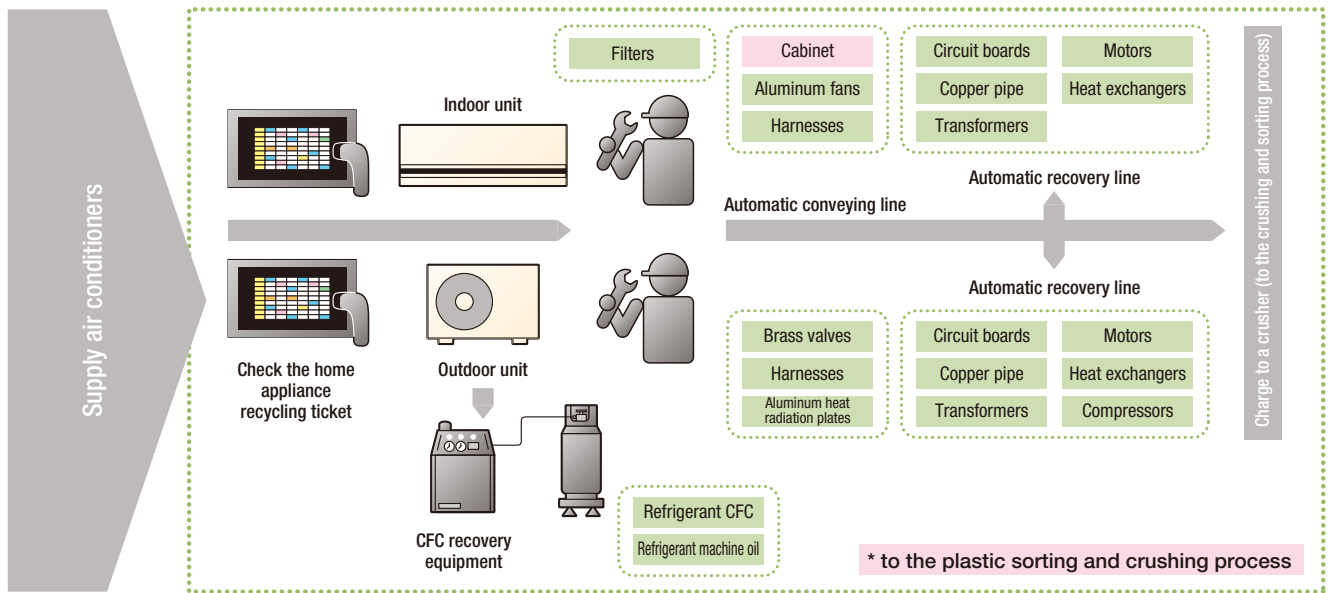 Supply air conditioners
Check the home
appliance
recycling ticket
Indoor unit
Outdoor unit
CFC recovery
equipment
Filters
Refrigerant CFC
Refrigerant machine oil
Automatic conveying line
Cabinet
Aluminum fans
Harnesses
Circuit boards
Motors
Copper pipe
Heat exchangers
Transformers
Automatic recovery line
Automatic recovery line
Brass valves
Harnesses
Aluminum heat
radiation plates
Circuit boards
Motors
Copper pipe
Heat exchangers
Transformers
Compressors
Charge to a crusher (to the crushing and sorting process)
* to the plastic sorting and crushing process